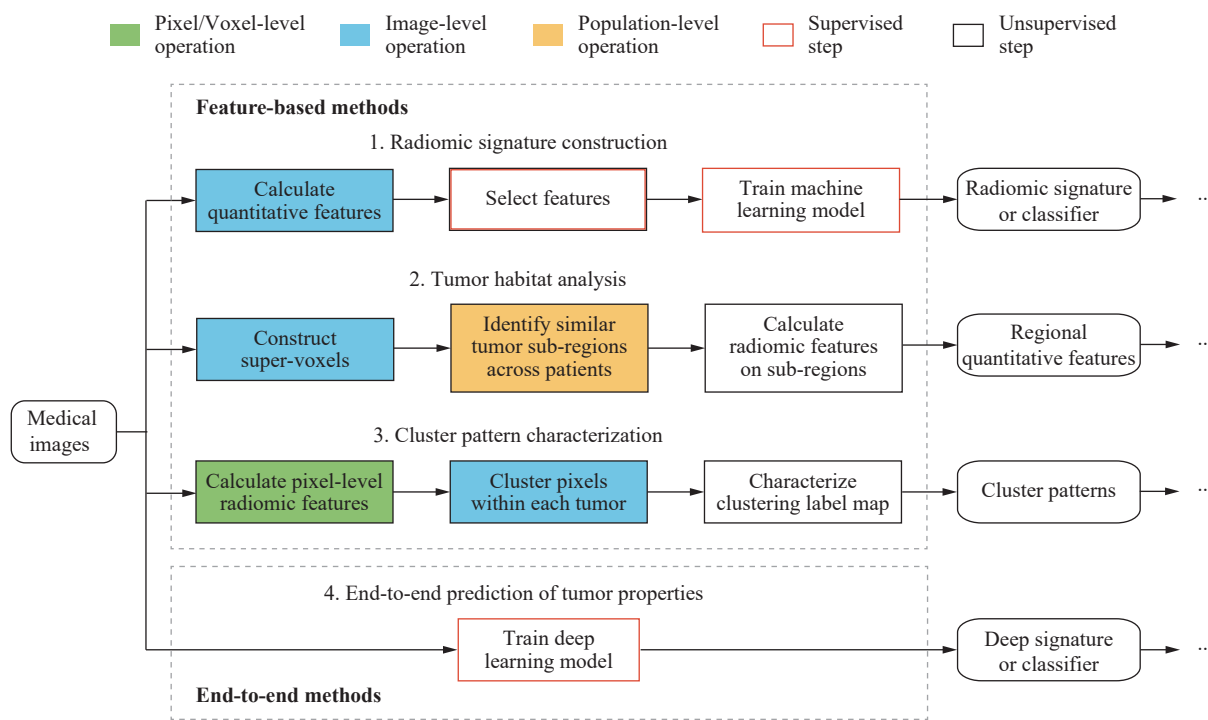 Pixel/Voxel-level
operation
Image-level
operation
Population-level
operation
Supervised
step
Unsupervised
step
Feature-based methods
1. Radiomic signature construction
Calculate
quantitative features
Select features
Train machine
learning model
Radiomic signature
or classifier
..
2. Tumor habitat analysis
Construct
super-voxels
Identify similar
tumor sub-regions
across patients
Calculate
radiomic features
on sub-regions
Regional
quantitative features
..
Medical
images
3. Cluster pattern characterization
Calculate pixel-level
radiomic features
Cluster pixels
within each tumor
Characterize
clustering label map
Cluster patterns
..
4. End-to-end prediction of tumor properties
Train deep
learning model
Deep signature
or classifier
..
End-to-end methods